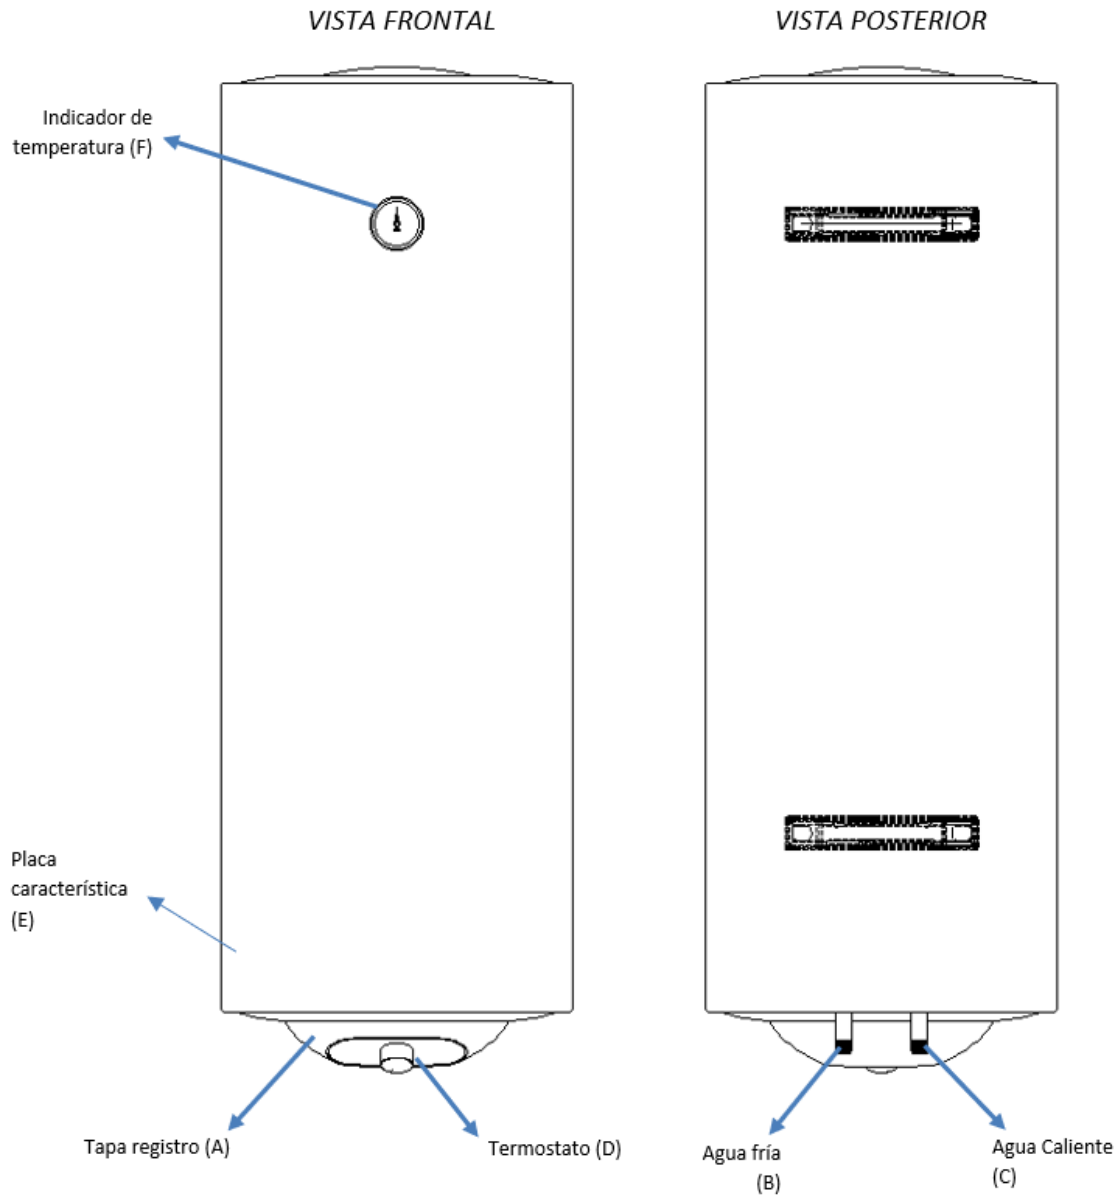 VISTA FRONTAL
VISTA POSTERIOR
Indicador de
temperatura (F)
Placa
característica
(E)
Tapa registro (A)
Termostato (D)
Agua fría
(B)
Agua Caliente
(C)